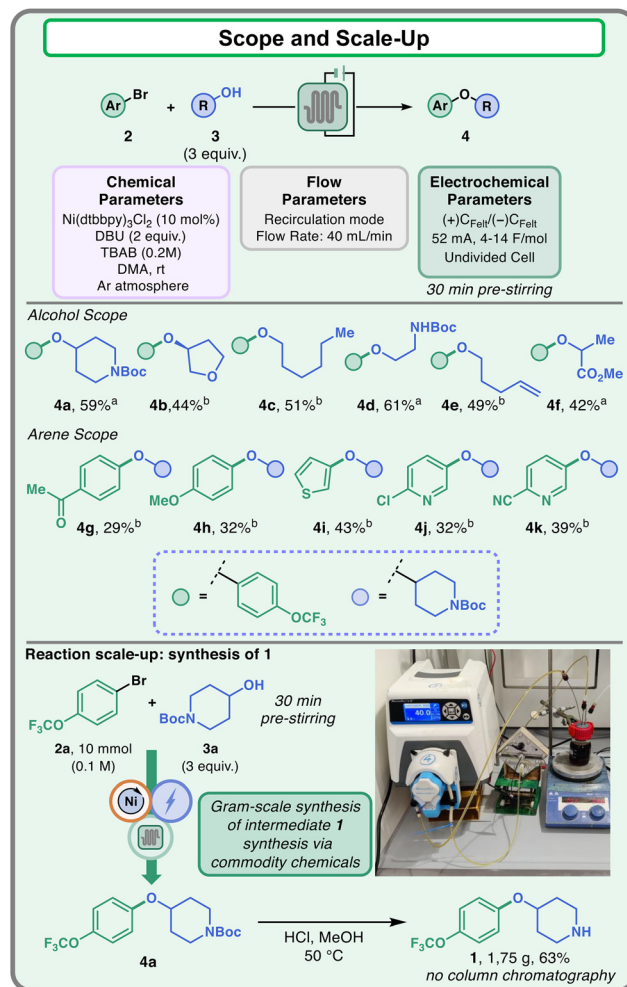 Scope and Scale-Up
Ar Br + R OH Ar O R
2 3 4
(3 equiv.)
Chemical
Parameters
Ni(dtbbpy)3Cl2 (10 mol%)
DBU (2 equiv.)
TBAB (0.2M)
DMA, rt
Ar atmosphere
Flow
Parameters
Recirculation mode
Flow Rate: 40 mL/min
Electrochemical
Parameters
(+)CFelt/(−)CFelt
52 mA, 4-14 F/mol
Undivided Cell
30 min pre-stirring
Alcohol Scope
O NBoc
O O
O Me
O NHBoc
O
O Me CO2Me
4a, 59%a 4b,44%b 4c, 51%b 4d, 61%a 4e, 49%b 4f, 42%a
Arene Scope
Me O O
MeO O
S O
Cl N O
NC N O
4g, 29%b 4h, 32%b 4i, 43%b 4j, 32%b 4k, 39%b
= OCF3 = NBoc
Reaction scale-up: synthesis of 1
F3CO Br + BocN OH
30 min
pre-stirring
2a, 10 mmol 3a
(0.1 M) (3 equiv.)
Ni
Gram-scale synthesis
of intermediate 1
synthesis via
commodity chemicals
F3CO O N Boc
4a
HCl, MeOH
50 °C
F3CO O NH
1, 1,75 g, 63%
no column chromatography